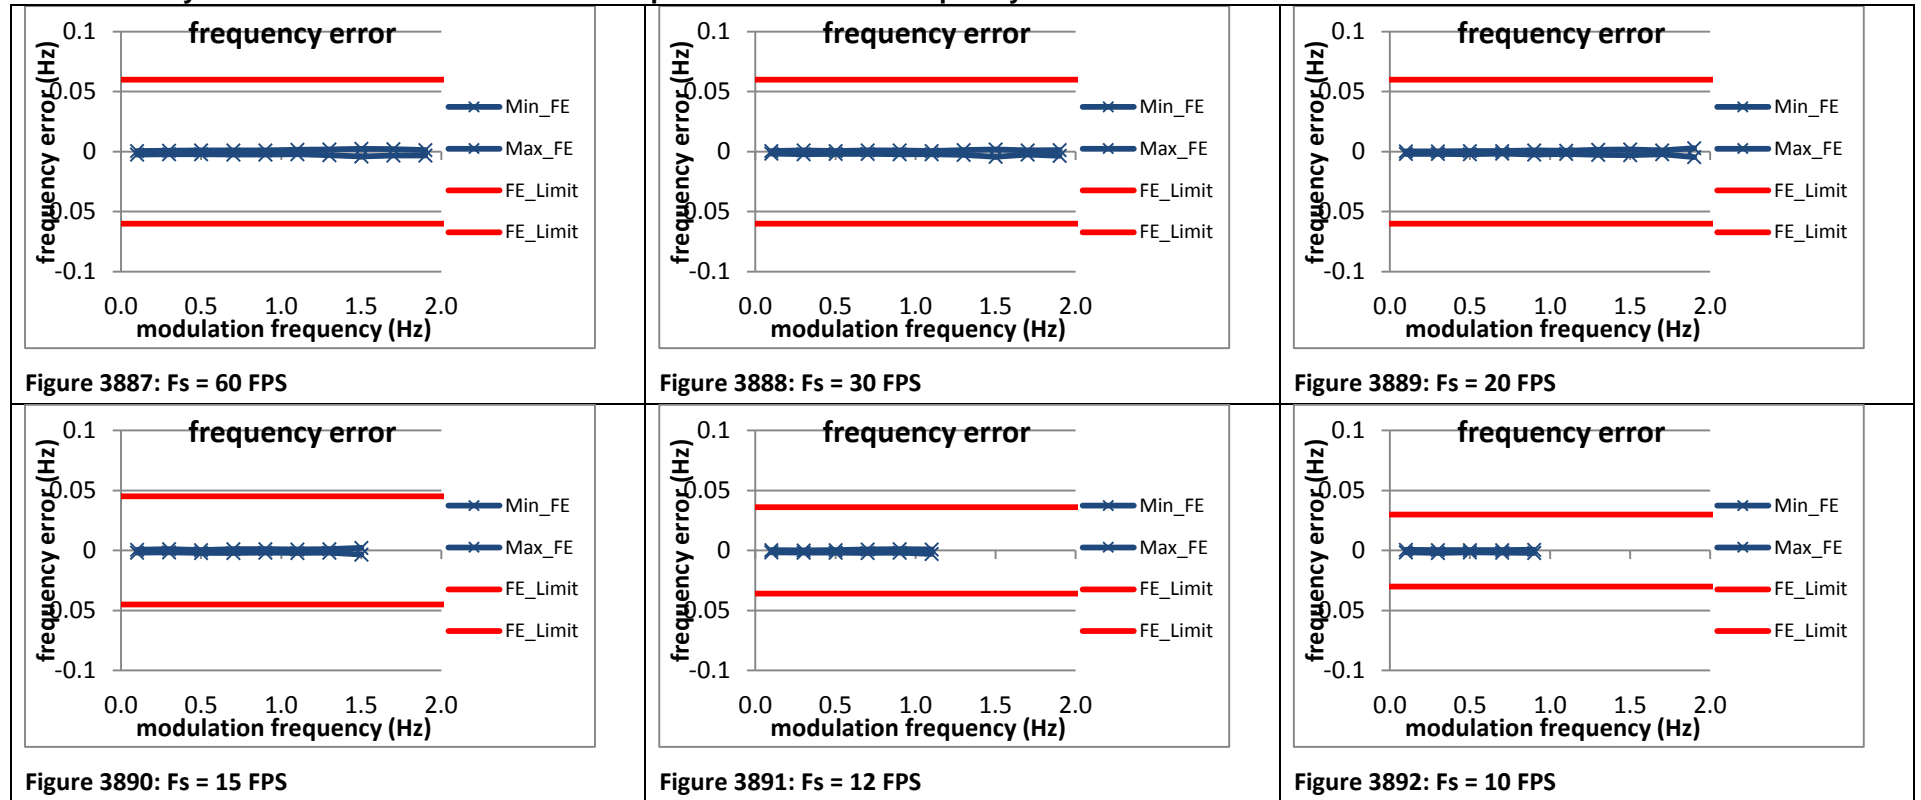 frequency error
0.1
0.05
0
0.05
-0.1
frequency error (Hz)
0.0 0.5 1.0 1.5 2.0
modulation frequency (Hz)
Min_FE
Max_FE
FE_Limit
FE_Limit
Figure 3887: Fs = 60 FPS
frequency error
0.1
0.05
0
0.05
-0.1
frequency error (Hz)
0.0 0.5 1.0 1.5 2.0
modulation frequency (Hz)
Min_FE
Max_FE
FE_Limit
FE_Limit
Figure 3888: Fs = 30 FPS
frequency error
0.1
0.05
0
0.05
-0.1
frequency error (Hz)
0.0 0.5 1.0 1.5 2.0
modulation frequency (Hz)
Min_FE
Max_FE
FE_Limit
FE_Limit
Figure 3889: Fs = 20 FPS
frequency error
0.1
0.05
0
0.05
-0.1
frequency error (Hz)
0.0 0.5 1.0 1.5 2.0
modulation frequency (Hz)
Min_FE
Max_FE
FE_Limit
FE_Limit
Figure 3890: Fs = 15 FPS
frequency error
0.1
0.05
0
0.05
-0.1
frequency error (Hz)
0.0 0.5 1.0 1.5 2.0
modulation frequency (Hz)
Min_FE
Max_FE
FE_Limit
FE_Limit
Figure 3891: Fs = 12 FPS
frequency error
0.1
0.05
0
0.05
-0.1
frequency error (Hz)
0.0 0.5 1.0 1.5 2.0
modulation frequency (Hz)
Min_FE
Max_FE
FE_Limit
FE_Limit
Figure 3892: Fs = 10 FPS